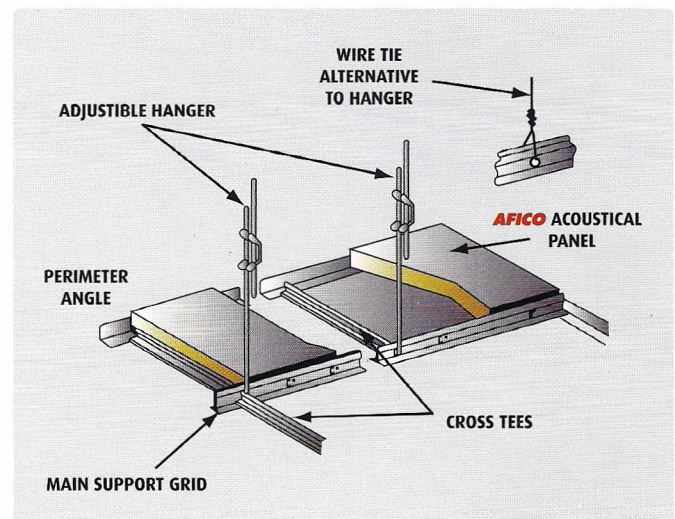 WIRE TIE
ALTERNATIVE
TO HANGER
ADJUSTIBLE HANGER
AFICO ACOUSTICAL
PANEL
PERIMETER
ANGLE
CROSS TEES
MAIN SUPPORT GRID